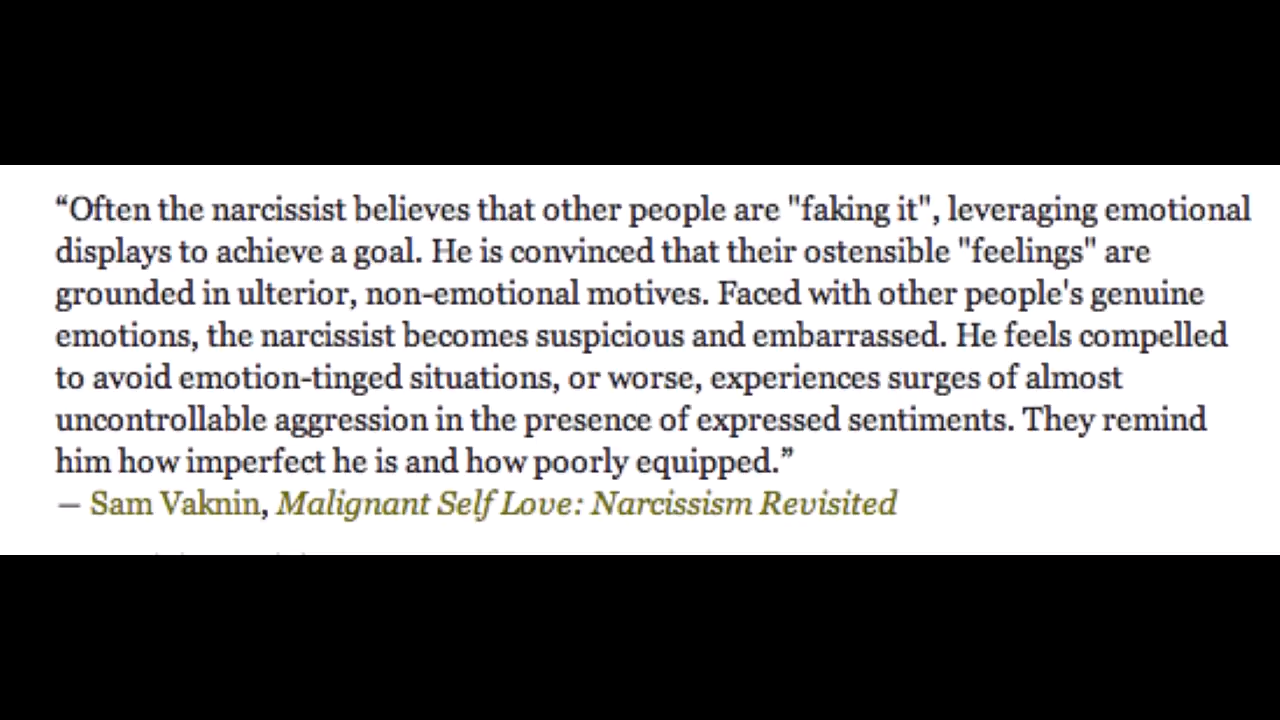 “Often the narcissist believes that other people are "faking it", leveraging emotional
displays to achieve a goal. He is convinced that their ostensible "feelings" are
grounded in ulterior, non-emotional motives. Faced with other people's genuine
emotions, the narcissist becomes suspicious and embarrassed. He feels compelled
to avoid emotion-tinged situations, or worse, experiences surges of almost
uncontrollable aggression in the presence of expressed sentiments. They remind
him how imperfect he is and how poorly equipped.”
― Sam Vaknin, Malignant Self Love: Narcissism Revisited